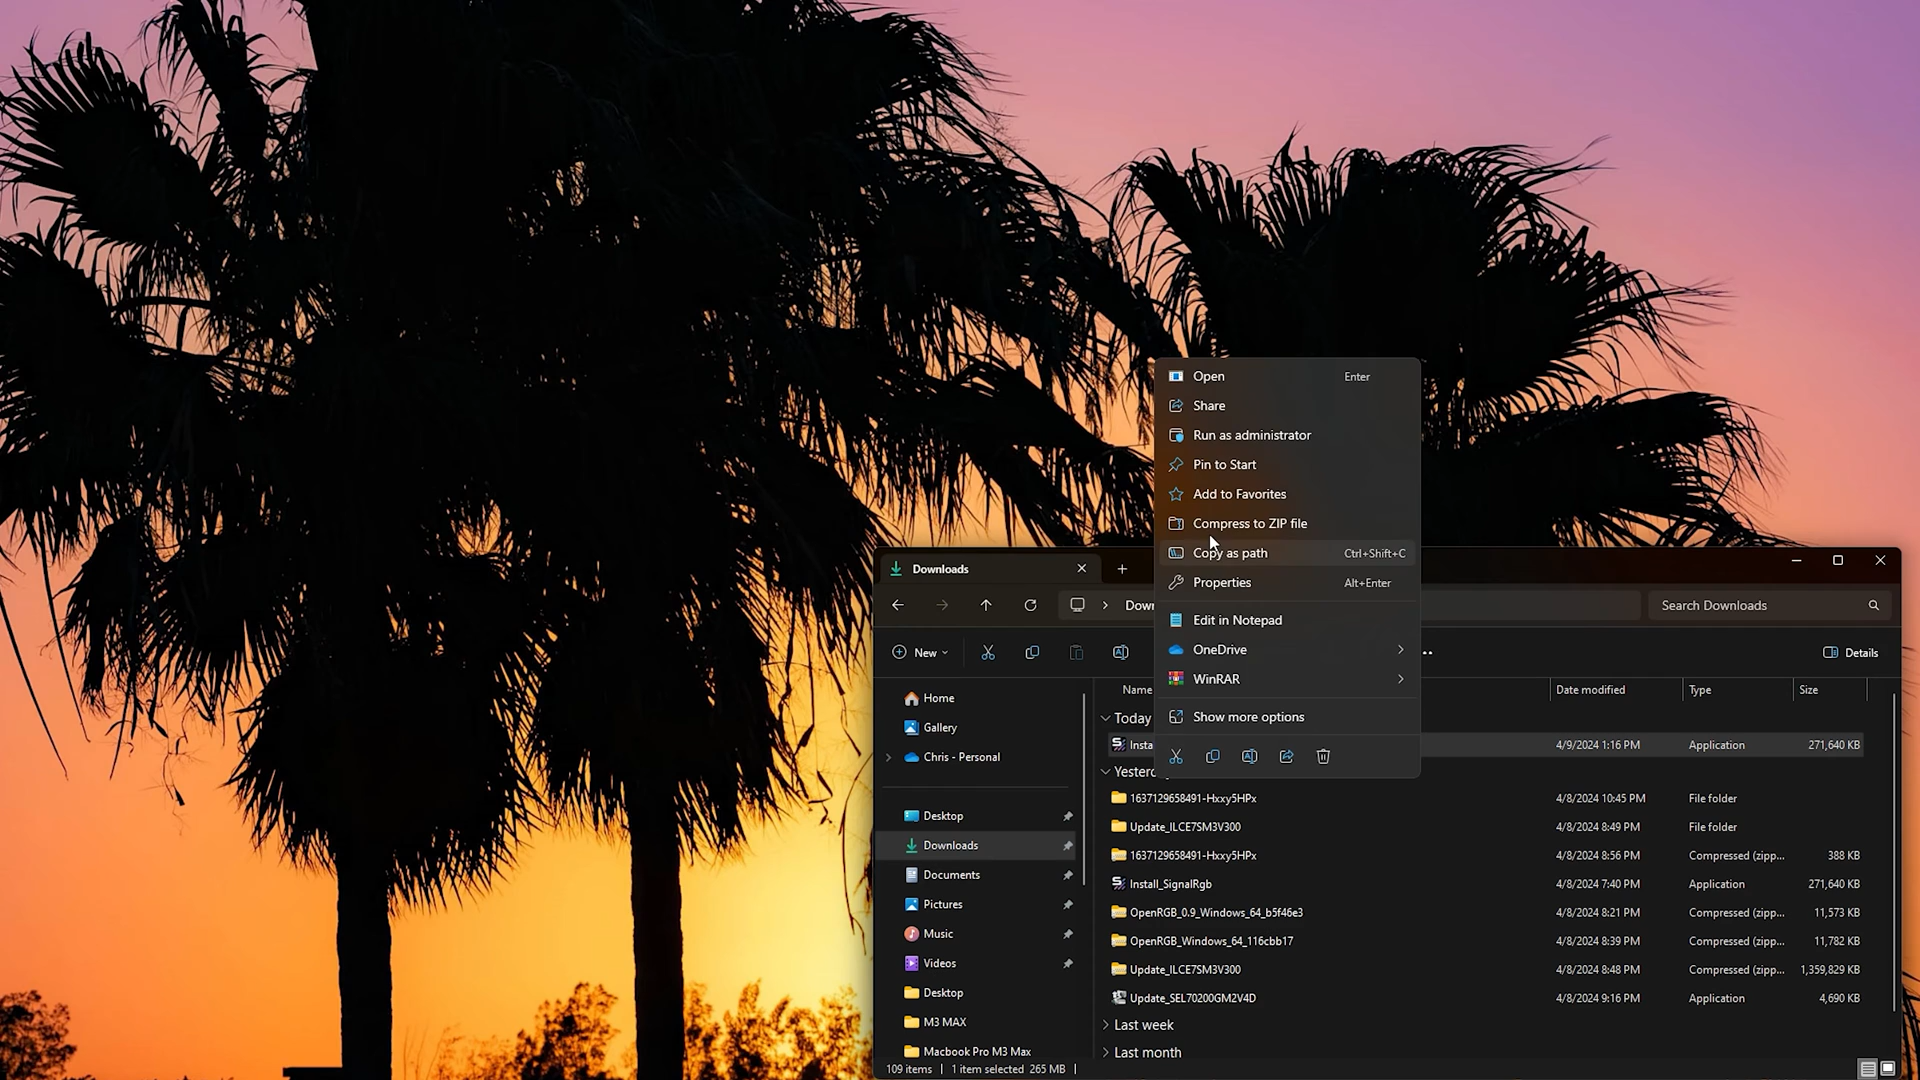 Open Enter
Share
Run as administrator
Pin to Start
Add to Favorites
Compress to ZIP file
Copy as path Ctrl+Shift+C
Properties Alt+Enter
Edit in Notepad
OneDrive
WinRAR
Show more options
Downloads
Search Downloads
New
Details
Home
Gallery
Chris - Personal
Desktop
Downloads
Documents
Pictures
Music
Videos
Desktop
M3 MAX
Macbook Pro M3 Max
Name Date modified Type Size
Today
Insta 4/9/2024 1:16 PM Application 271,640 KB
1637129658491-Hxxy5HPx 4/8/2024 10:45 PM File folder
Update_ILCE7SM3V300 4/8/2024 8:49 PM File folder
1637129658491-Hxxy5HPx 4/8/2024 8:56 PM Compressed (zipp... 388 KB
Install_SignalRgb 4/8/2024 7:40 PM Application 271,640 KB
OpenRGB_0.9_Windows_64_b5f46e3 4/8/2024 8:21 PM Compressed (zipp... 11,573 KB
OpenRGB_Windows_64_116cbb17 4/8/2024 8:39 PM Compressed (zipp... 11,782 KB
Update_ILCE7SM3V300 4/8/2024 8:48 PM Compressed (zipp... 1,359,829 KB
Update_SEL70200GM2V4D 4/8/2024 9:16 PM Application 4,690 KB
Last week
Last month
109 items | 1 item selected 265 MB |